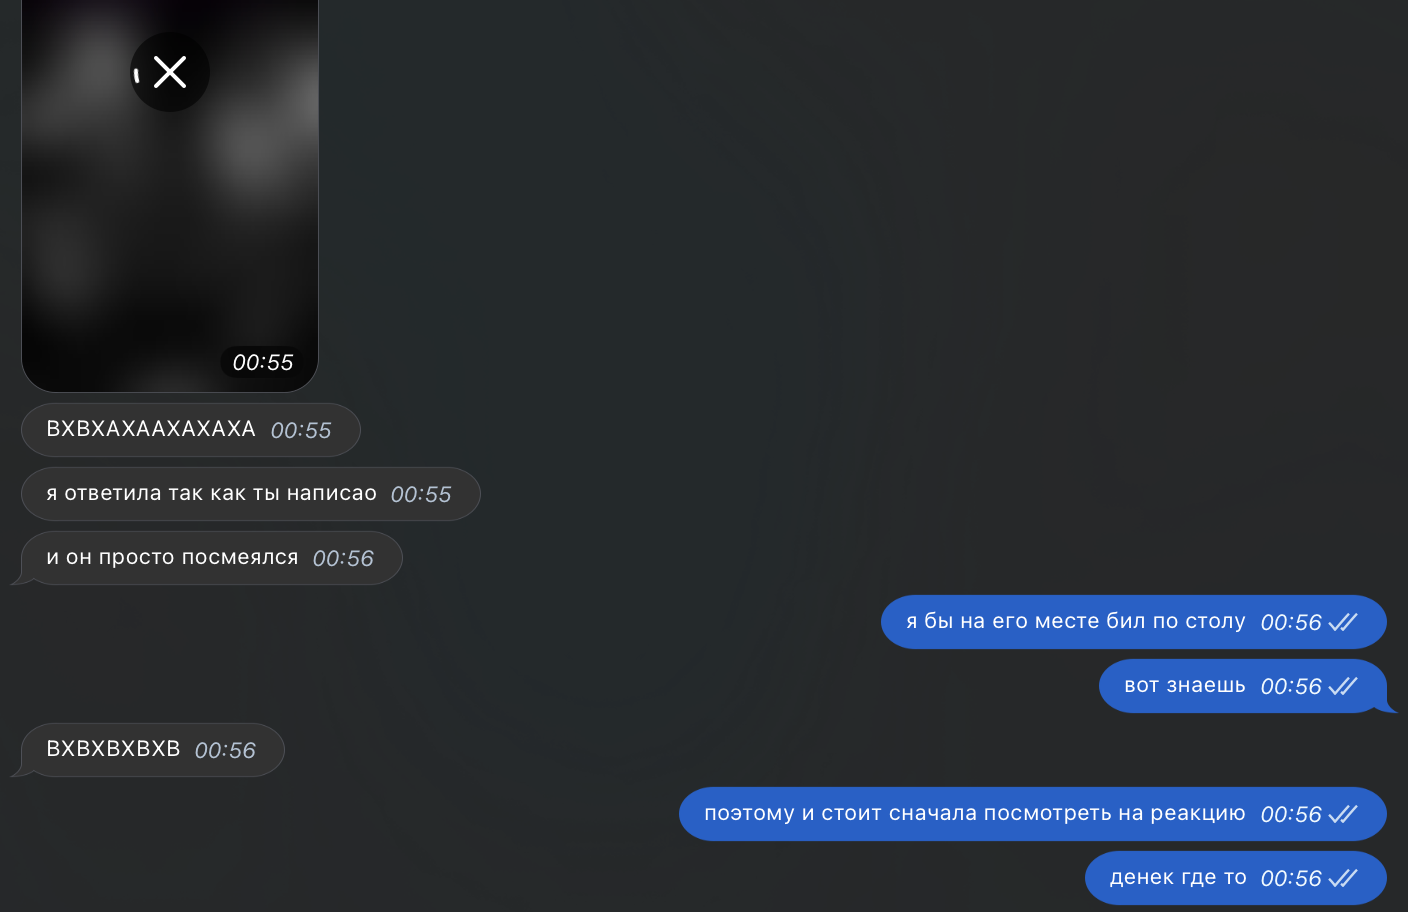 00:55
ВХВХАХААХАХАХА 00:55
я ответила так как ты написао 00:55
и он просто посмеялся 00:56
я бы на его месте бил по столу 00:56
вот знаешь 00:56
ВХВХВХВХВ 00:56
поэтому и стоит сначала посмотреть на реакцию 00:56
денек где то 00:56